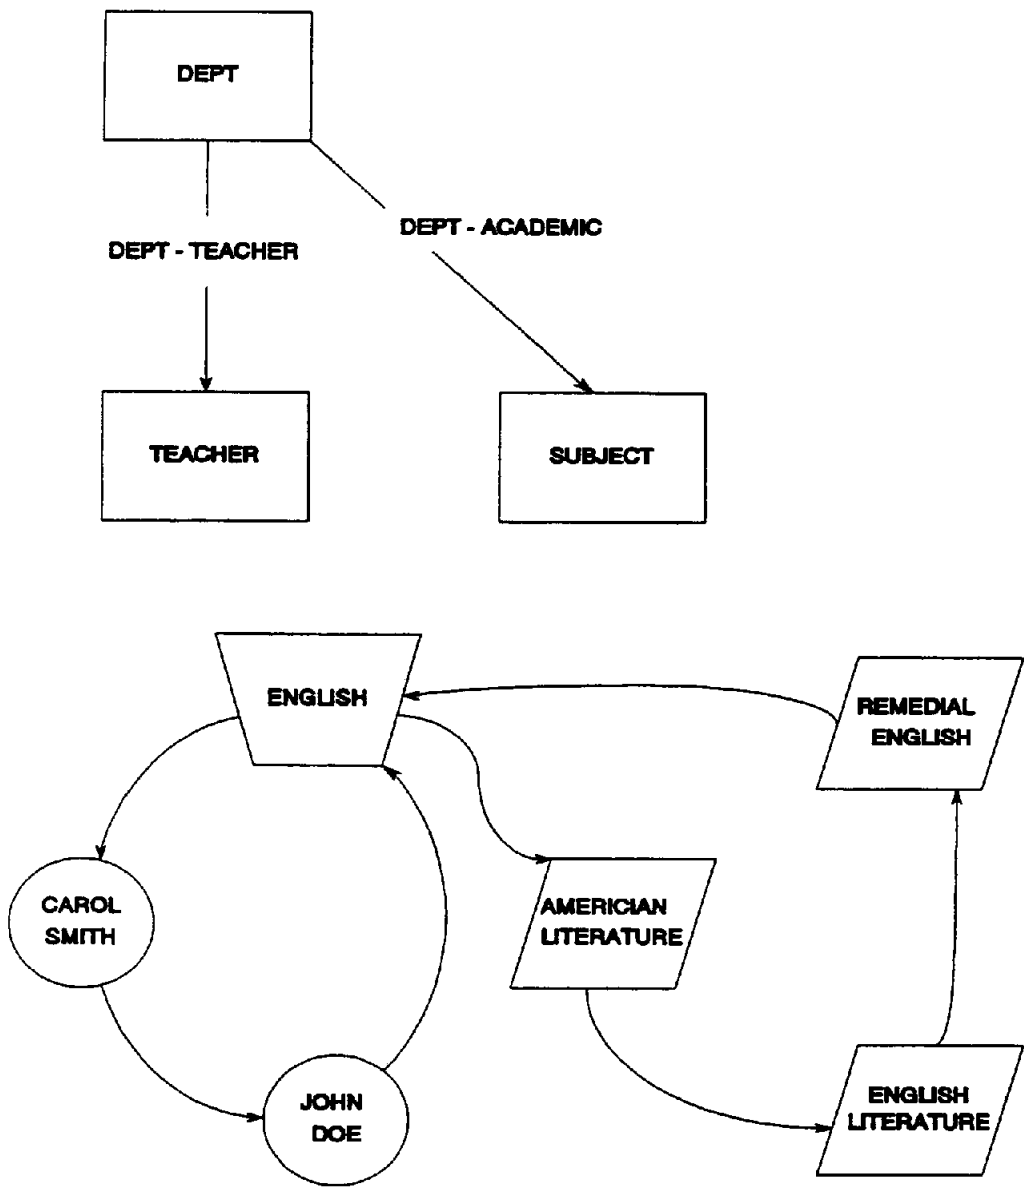 DEPT
DEPT - ACADEMIC
DEPT - TEACHER
TEACHER
SUBJECT
ENGLISH
REMEDIAL
ENGLISH
CAROL
SMITH
AMERICIAN
LITERATURE
JOHN
DOE
ENGLISH
LITERATURE